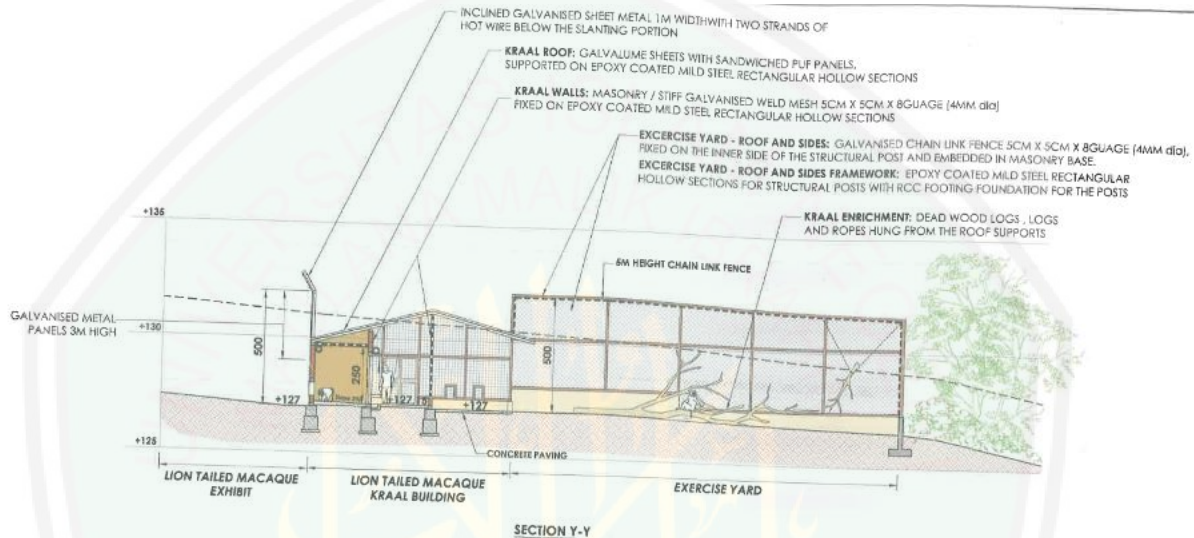 INCLINED GALVANISED SHEET METAL 1M WIDTHWITH TWO STRANDS OF
HOT WIRE BELOW THE SLANTING PORTION
KRAAL ROOF: GALVALUME SHEETS WITH SANDWICHED PUF PANELS,
SUPPORTED ON EPOXY COATED MILD STEEL RECTANGULAR HOLLOW SECTIONS
KRAAL WALLS: MASONRY / STIFF GALVANISED WELD MESH 5CM X 5CM X 8GUAGE (4MM dia)
FIXED ON EPOXY COATED MILD STEEL RECTANGULAR HOLLOW SECTIONS
EXCERCISE YARD - ROOF AND SIDES: GALVANISED CHAIN LINK FENCE 5CM X 5CM X 8GUAGE (4MM dia),
FIXED ON THE INNER SIDE OF THE STRUCTURAL POST AND EMBEDDED IN MASONRY BASE.
EXCERCISE YARD - ROOF AND SIDES FRAMEWORK: EPOXY COATED MILD STEEL RECTANGULAR
HOLLOW SECTIONS FOR STRUCTURAL POSTS WITH RCC FOOTING FOUNDATION FOR THE POSTS
KRAAL ENRICHMENT: DEAD WOOD LOGS , LOGS
AND ROPES HUNG FROM THE ROOF SUPPORTS
+135
5M HEIGHT CHAIN LINK FENCE
GALVANISED METAL
PANELS 3M HIGH
+130
500
250
500
+127
+127.15
+127
+125
CONCRETE PAVING
LION TAILED MACAQUE
EXHIBIT
LION TAILED MACAQUE
KRAAL BUILDING
EXERCISE YARD
SECTION Y-Y